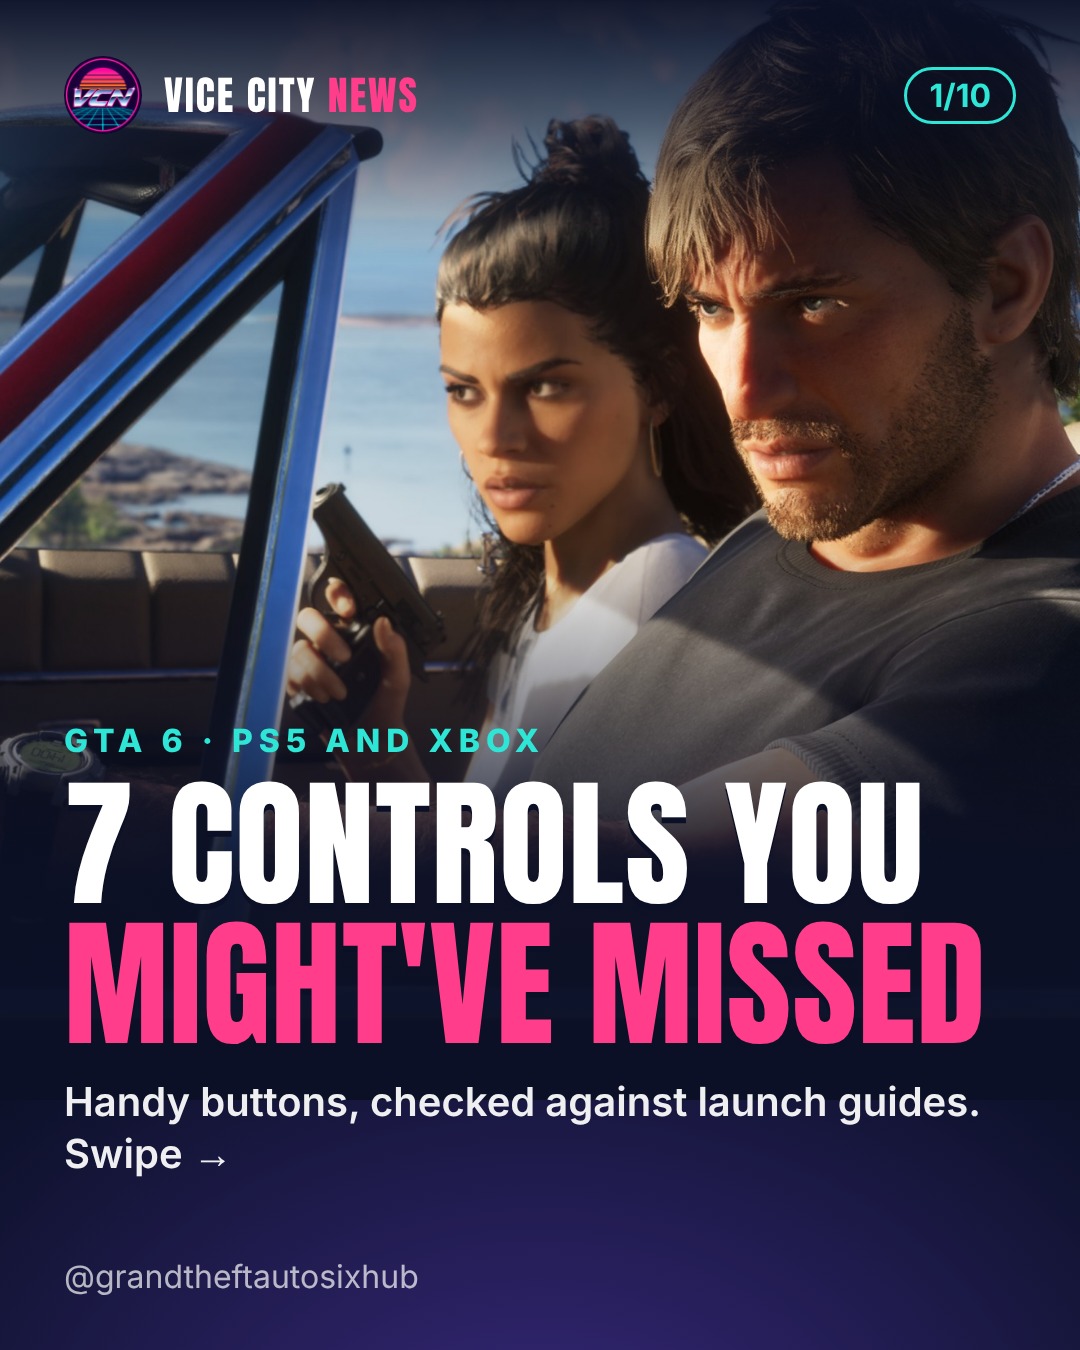 VCN
VICE CITY NEWS
1/10
GTA 6 · PS5 AND XBOX
7 CONTROLS YOU
MIGHT'VE MISSED
Handy buttons, checked against launch guides.
Swipe →
@grandtheftautosixhub